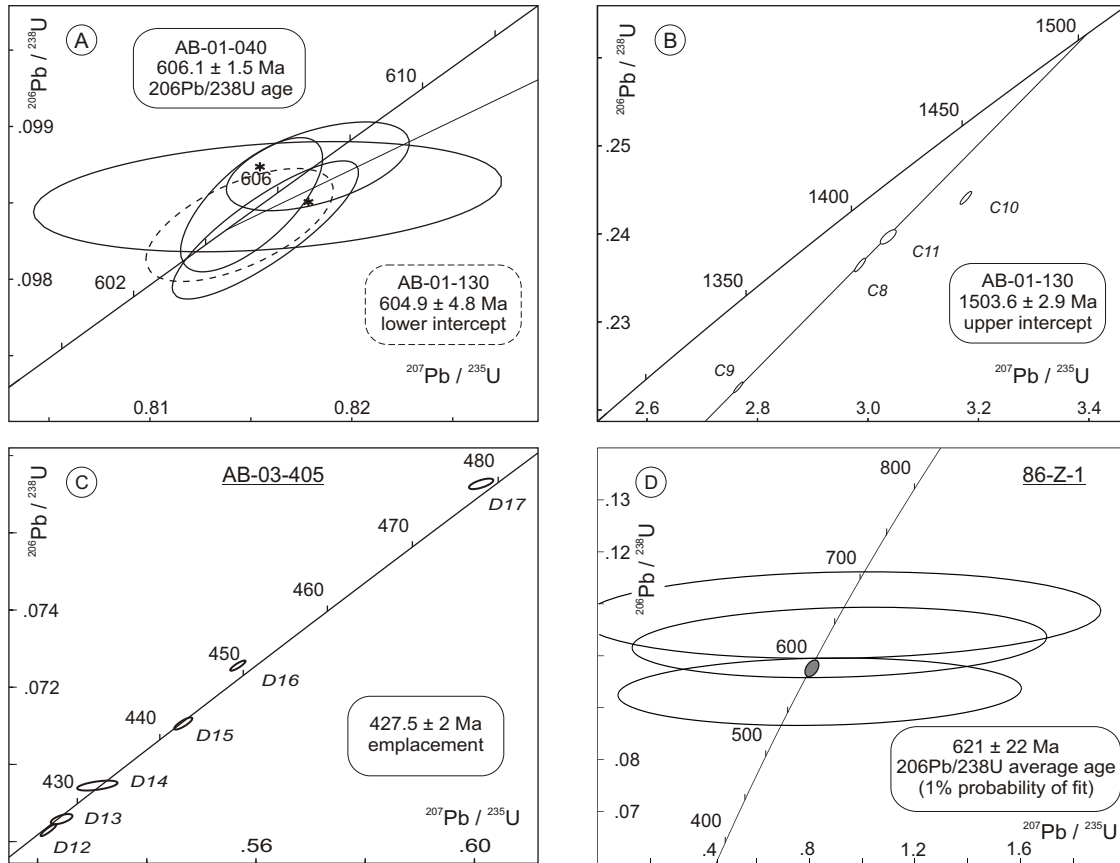 A
206Pb / 238U
AB-01-040
606.1 ± 1.5 Ma
206Pb/238U age
610
.099
606
*
*
602
.098
AB-01-130
604.9 ± 4.8 Ma
lower intercept
207Pb / 235U
0.81
0.82
B
206Pb / 238U
1500
1450
.25
1400
C10
.24
C11
1350
C8
AB-01-130
1503.6 ± 2.9 Ma
upper intercept
.23
C9
207Pb / 235U
2.6
2.8
3.0
3.2
3.4
C
206Pb / 238U
AB-03-405
480
D17
470
460
.074
450
D16
.072
440
D15
427.5 ± 2 Ma
emplacement
430
D14
D13
D12
207Pb / 235U
.56
.60
D
206Pb / 238U
86-Z-1
800
.13
.12
700
600
500
.08
621 ± 22 Ma
206Pb/238U average age
(1% probability of fit)
.07
400
207Pb / 235U
.4
.8
1.2
1.6